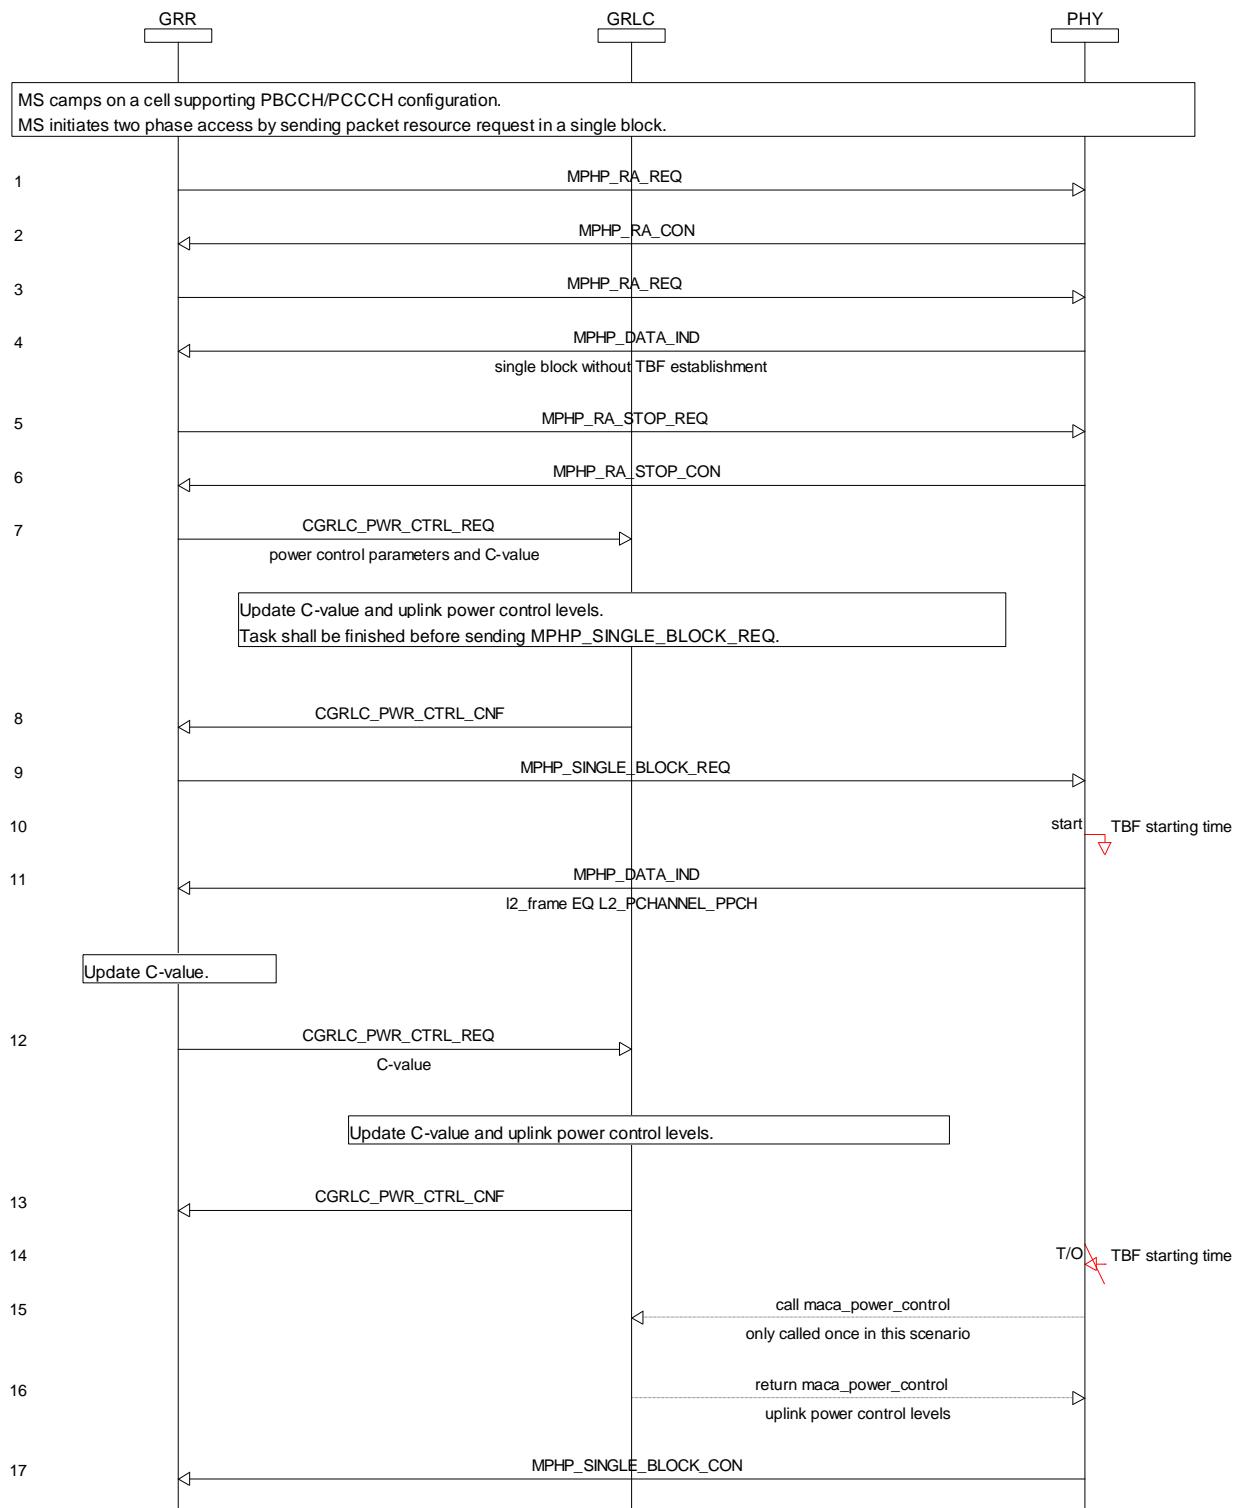 GRR GRLC PHY
MS camps on a cell supporting PBCCH/PCCCH configuration.
MS initiates two phase access by sending packet resource request in a single block.
1 MPHP_RA_REQ
2 MPHP_RA_CON
3 MPHP_RA_REQ
4 MPHP_DATA_IND
single block without TBF establishment
5 MPHP_RA_STOP_REQ
6 MPHP_RA_STOP_CON
7 CGRLC_PWR_CTRL_REQ
power control parameters and C-value
Update C-value and uplink power control levels.
Task shall be finished before sending MPHP_SINGLE_BLOCK_REQ.
8 CGRLC_PWR_CTRL_CNF
9 MPHP_SINGLE_BLOCK_REQ
10 start TBF starting time
11 MPHP_DATA_IND
l2_frame EQ L2_PCHANNEL_PPCH
Update C-value.
12 CGRLC_PWR_CTRL_REQ
C-value
Update C-value and uplink power control levels.
13 CGRLC_PWR_CTRL_CNF
14 T/O TBF starting time
15 call maca_power_control
only called once in this scenario
16 return maca_power_control
uplink power control levels
17 MPHP_SINGLE_BLOCK_CON